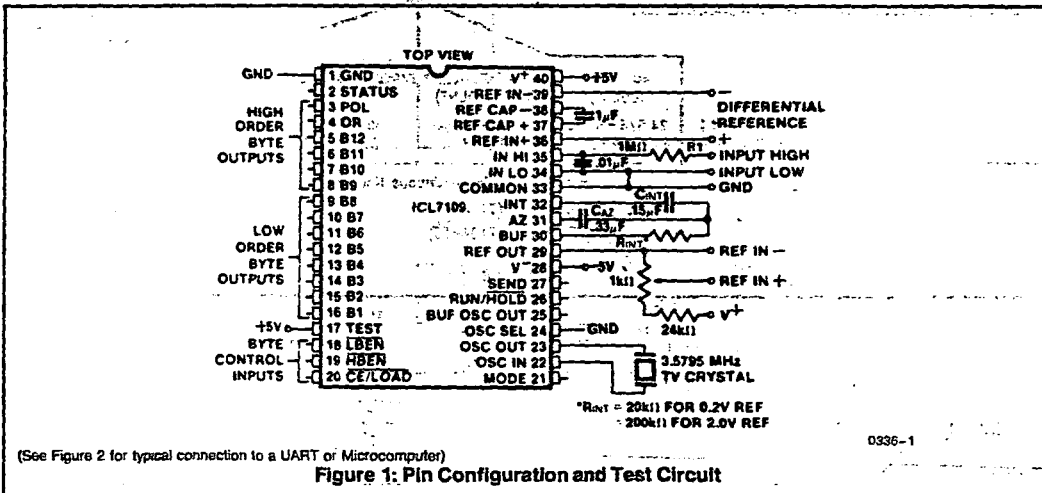 TOP VIEW
GND
1 GND
2 STATUS
3 POL
4 OR
5 B12
6 B11
7 B10
8 B9
9 B8
10 B7
11 B6
12 B5
13 B4
14 B3
15 B2
16 B1
17 TEST
18 LBEN
19 HBEN
20 CE/LOAD
HIGH
ORDER
BYTE
OUTPUTS
LOW
ORDER
BYTE
OUTPUTS
+5V
BYTE
CONTROL
INPUTS
ICL7109
V+ 40
REF IN- 39
REF CAP- 38
REF CAP+ 37
REF IN+ 36
IN HI 35
IN LO 34
COMMON 33
INT 32
AZ 31
BUF 30
REF OUT 29
V- 28
SEND 27
RUN/HOLD 26
BUF OSC OUT 25
OSC SEL 24
OSC OUT 23
OSC IN 22
MODE 21
+5V
-
1µF
DIFFERENTIAL
REFERENCE
+
1MΩ R1
INPUT HIGH
.01µF
INPUT LOW
GND
CINT
.15µF
CAZ
.33µF
RINT
REF IN -
-5V
1kΩ
REF IN +
V+
24kΩ
GND
3.5795 MHz
TV CRYSTAL
*RINT = 20kΩ FOR 0.2V REF
= 200kΩ FOR 2.0V REF
0336-1
(See Figure 2 for typical connection to a UART or Microcomputer)
Figure 1: Pin Configuration and Test Circuit